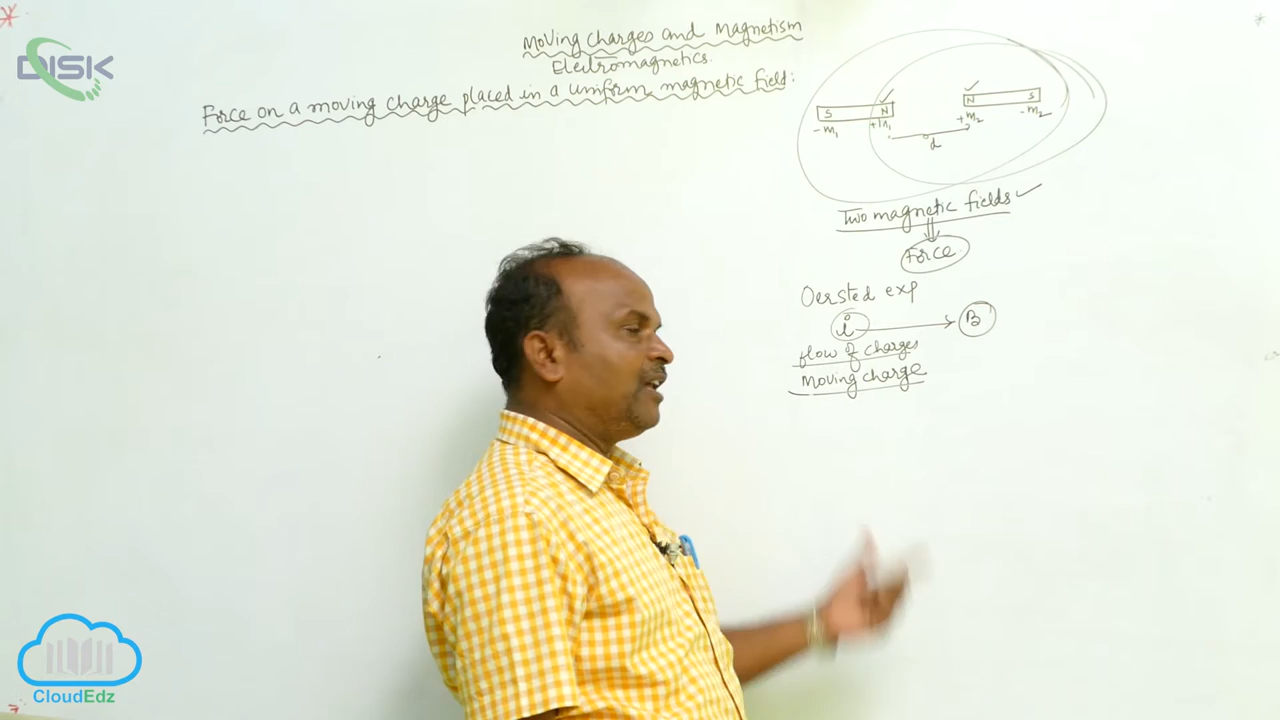 DISK
Moving charges and Magnetism
Electromagnetics.
Force on a moving charge placed in a uniform magnetic field:
S N
N S
-m1 +m1
+m2 -m2
d
Two magnetic fields
Force
Oersted exp
i B
flow of charges
Moving charge
CloudEdz